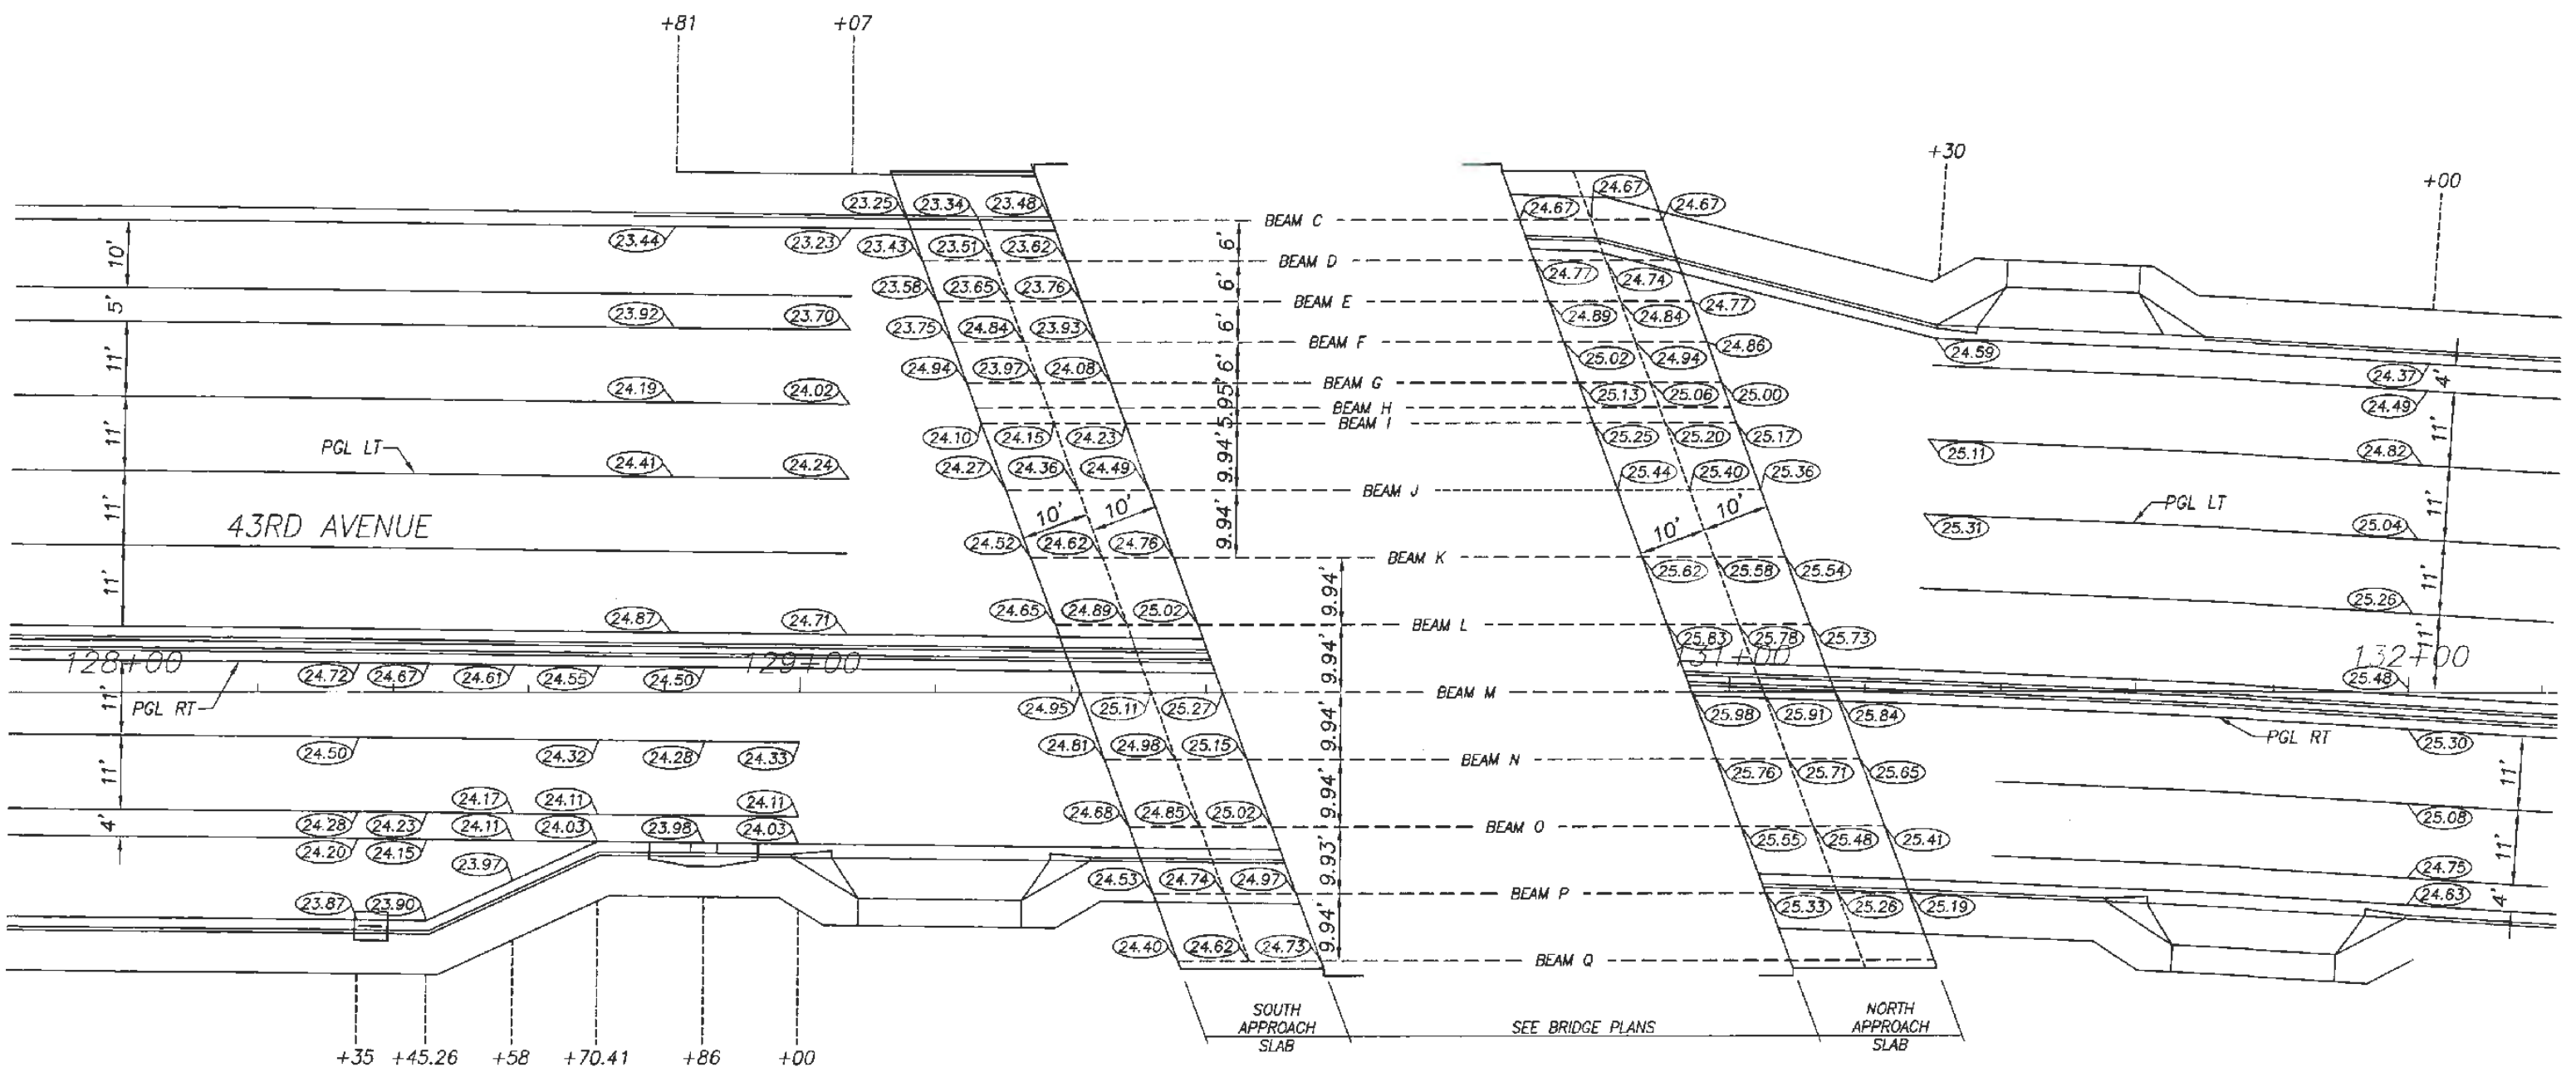 +81 +07
+30
+00
23.25 23.34 23.48 BEAM C 24.67 24.67 24.67
23.44 23.23 23.43 23.51 23.62 6' BEAM D 24.77 24.74
10'
23.58 23.65 23.76 6' BEAM E 24.77
5' 23.92 23.70 23.75 24.84 23.93 6' BEAM F 24.89 24.84 24.86
24.59
11' 24.94 23.97 24.08 6' BEAM G 25.02 24.94
24.37 4'
24.19 24.02 5.95' BEAM H 25.13 25.06 25.00
24.49
11' BEAM I
24.10 24.15 24.23 25.25 25.20 25.17
PGL LT 25.11 24.82 11'
24.41 24.24 24.27 24.36 24.49 9.94' BEAM J 25.44 25.40 25.36
11' 10' 10' 10' 10' PGL LT 11'
43RD AVENUE
24.52 24.62 24.76 9.94' BEAM K 25.31 25.04
25.62 25.58 25.54 11'
11' 24.87 24.71 24.65 24.89 25.02 9.94' BEAM L 25.26
25.83 25.78 25.73 11'
128+00 129+00 131+00 132+00
24.72 24.67 24.61 24.55 24.50 9.94' BEAM M 25.48
11' PGL RT 24.95 25.11 25.27 25.98 25.91 25.84
PGL RT 25.30
24.50 24.32 24.28 24.33 24.81 24.98 25.15 9.94' BEAM N 25.76 25.71 25.65 11'
11' 24.17 24.11 24.11 24.68 24.85 25.02 9.94' BEAM O 25.08
4' 24.28 24.23 24.11 24.03 23.98 24.03 25.55 25.48 25.41 11'
24.20 24.15
23.97 24.53 24.74 24.97 9.93' BEAM P 24.75
23.87 23.90 25.33 25.26 25.19 24.63 4'
24.40 24.62 24.73 9.94' BEAM Q
SOUTH
APPROACH
SLAB
SEE BRIDGE PLANS
NORTH
APPROACH
SLAB
+35 +45.26 +58 +70.41 +86 +00